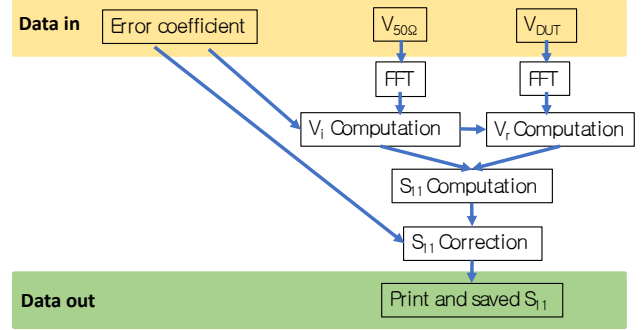 Data in
Error coefficient
V50Ω
VDUT
FFT
FFT
Vi Computation
Vr Computation
S11 Computation
S11 Correction
Data out
Print and saved S11